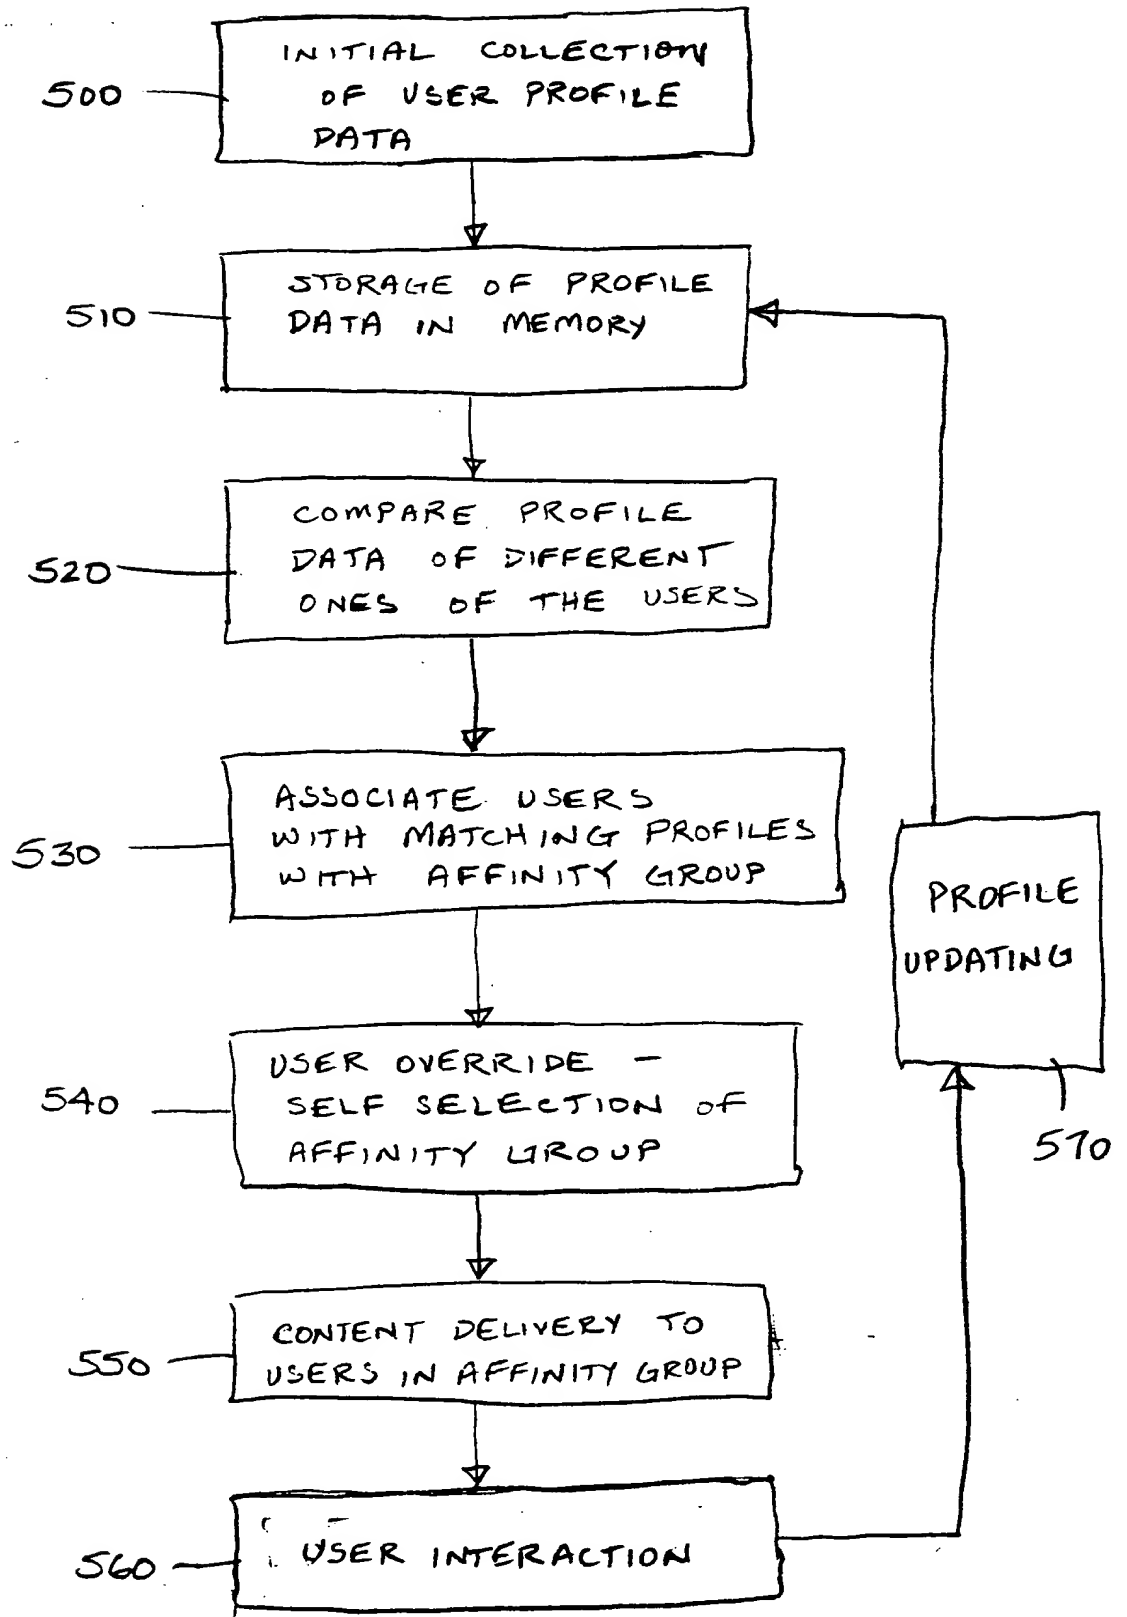 INITIAL COLLECTION
OF USER PROFILE
DATA
500
STORAGE OF PROFILE
DATA IN MEMORY
510
COMPARE PROFILE
DATA OF DIFFERENT
ONES OF THE USERS
520
ASSOCIATE USERS
WITH MATCHING PROFILES
WITH AFFINITY GROUP
530
PROFILE
UPDATING
570
USER OVERRIDE –
SELF SELECTION OF
AFFINITY GROUP
540
CONTENT DELIVERY TO
USERS IN AFFINITY GROUP
550
USER INTERACTION
560